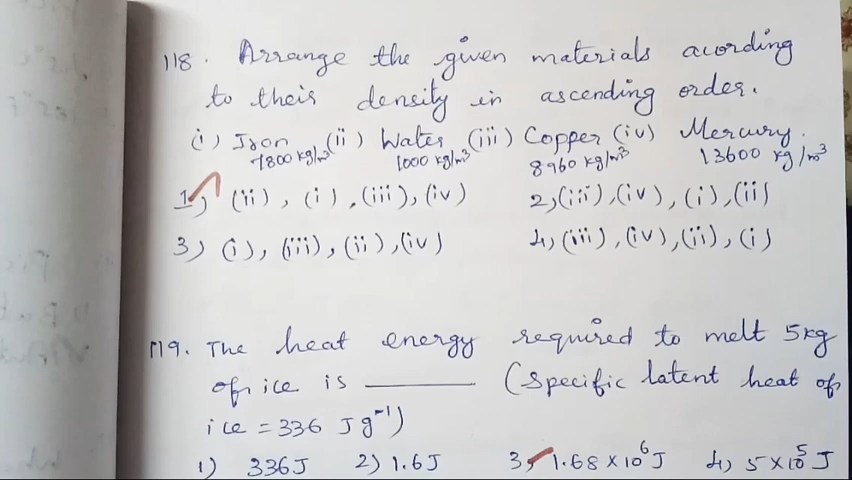 118. Arrange the given materials acording
to their density in ascending order.
(i) Iron (ii) Water (iii) Copper (iv) Mercury.
7800 kg/m³ 1000 kg/m³ 8960 kg/m³ 13600 kg/m³
1) (ii), (i), (iii), (iv) 2) (iii), (iv), (i), (ii)
3) (i), (iii), (ii), (iv) 4) (iii), (iv), (ii), (i)
119. The heat energy required to melt 5kg
of ice is ______ (Specific latent heat of
ice = 336 Jg⁻¹)
1) 336J 2) 1.6J 3) 1.68 × 10⁶ J 4) 5 × 10⁵ J